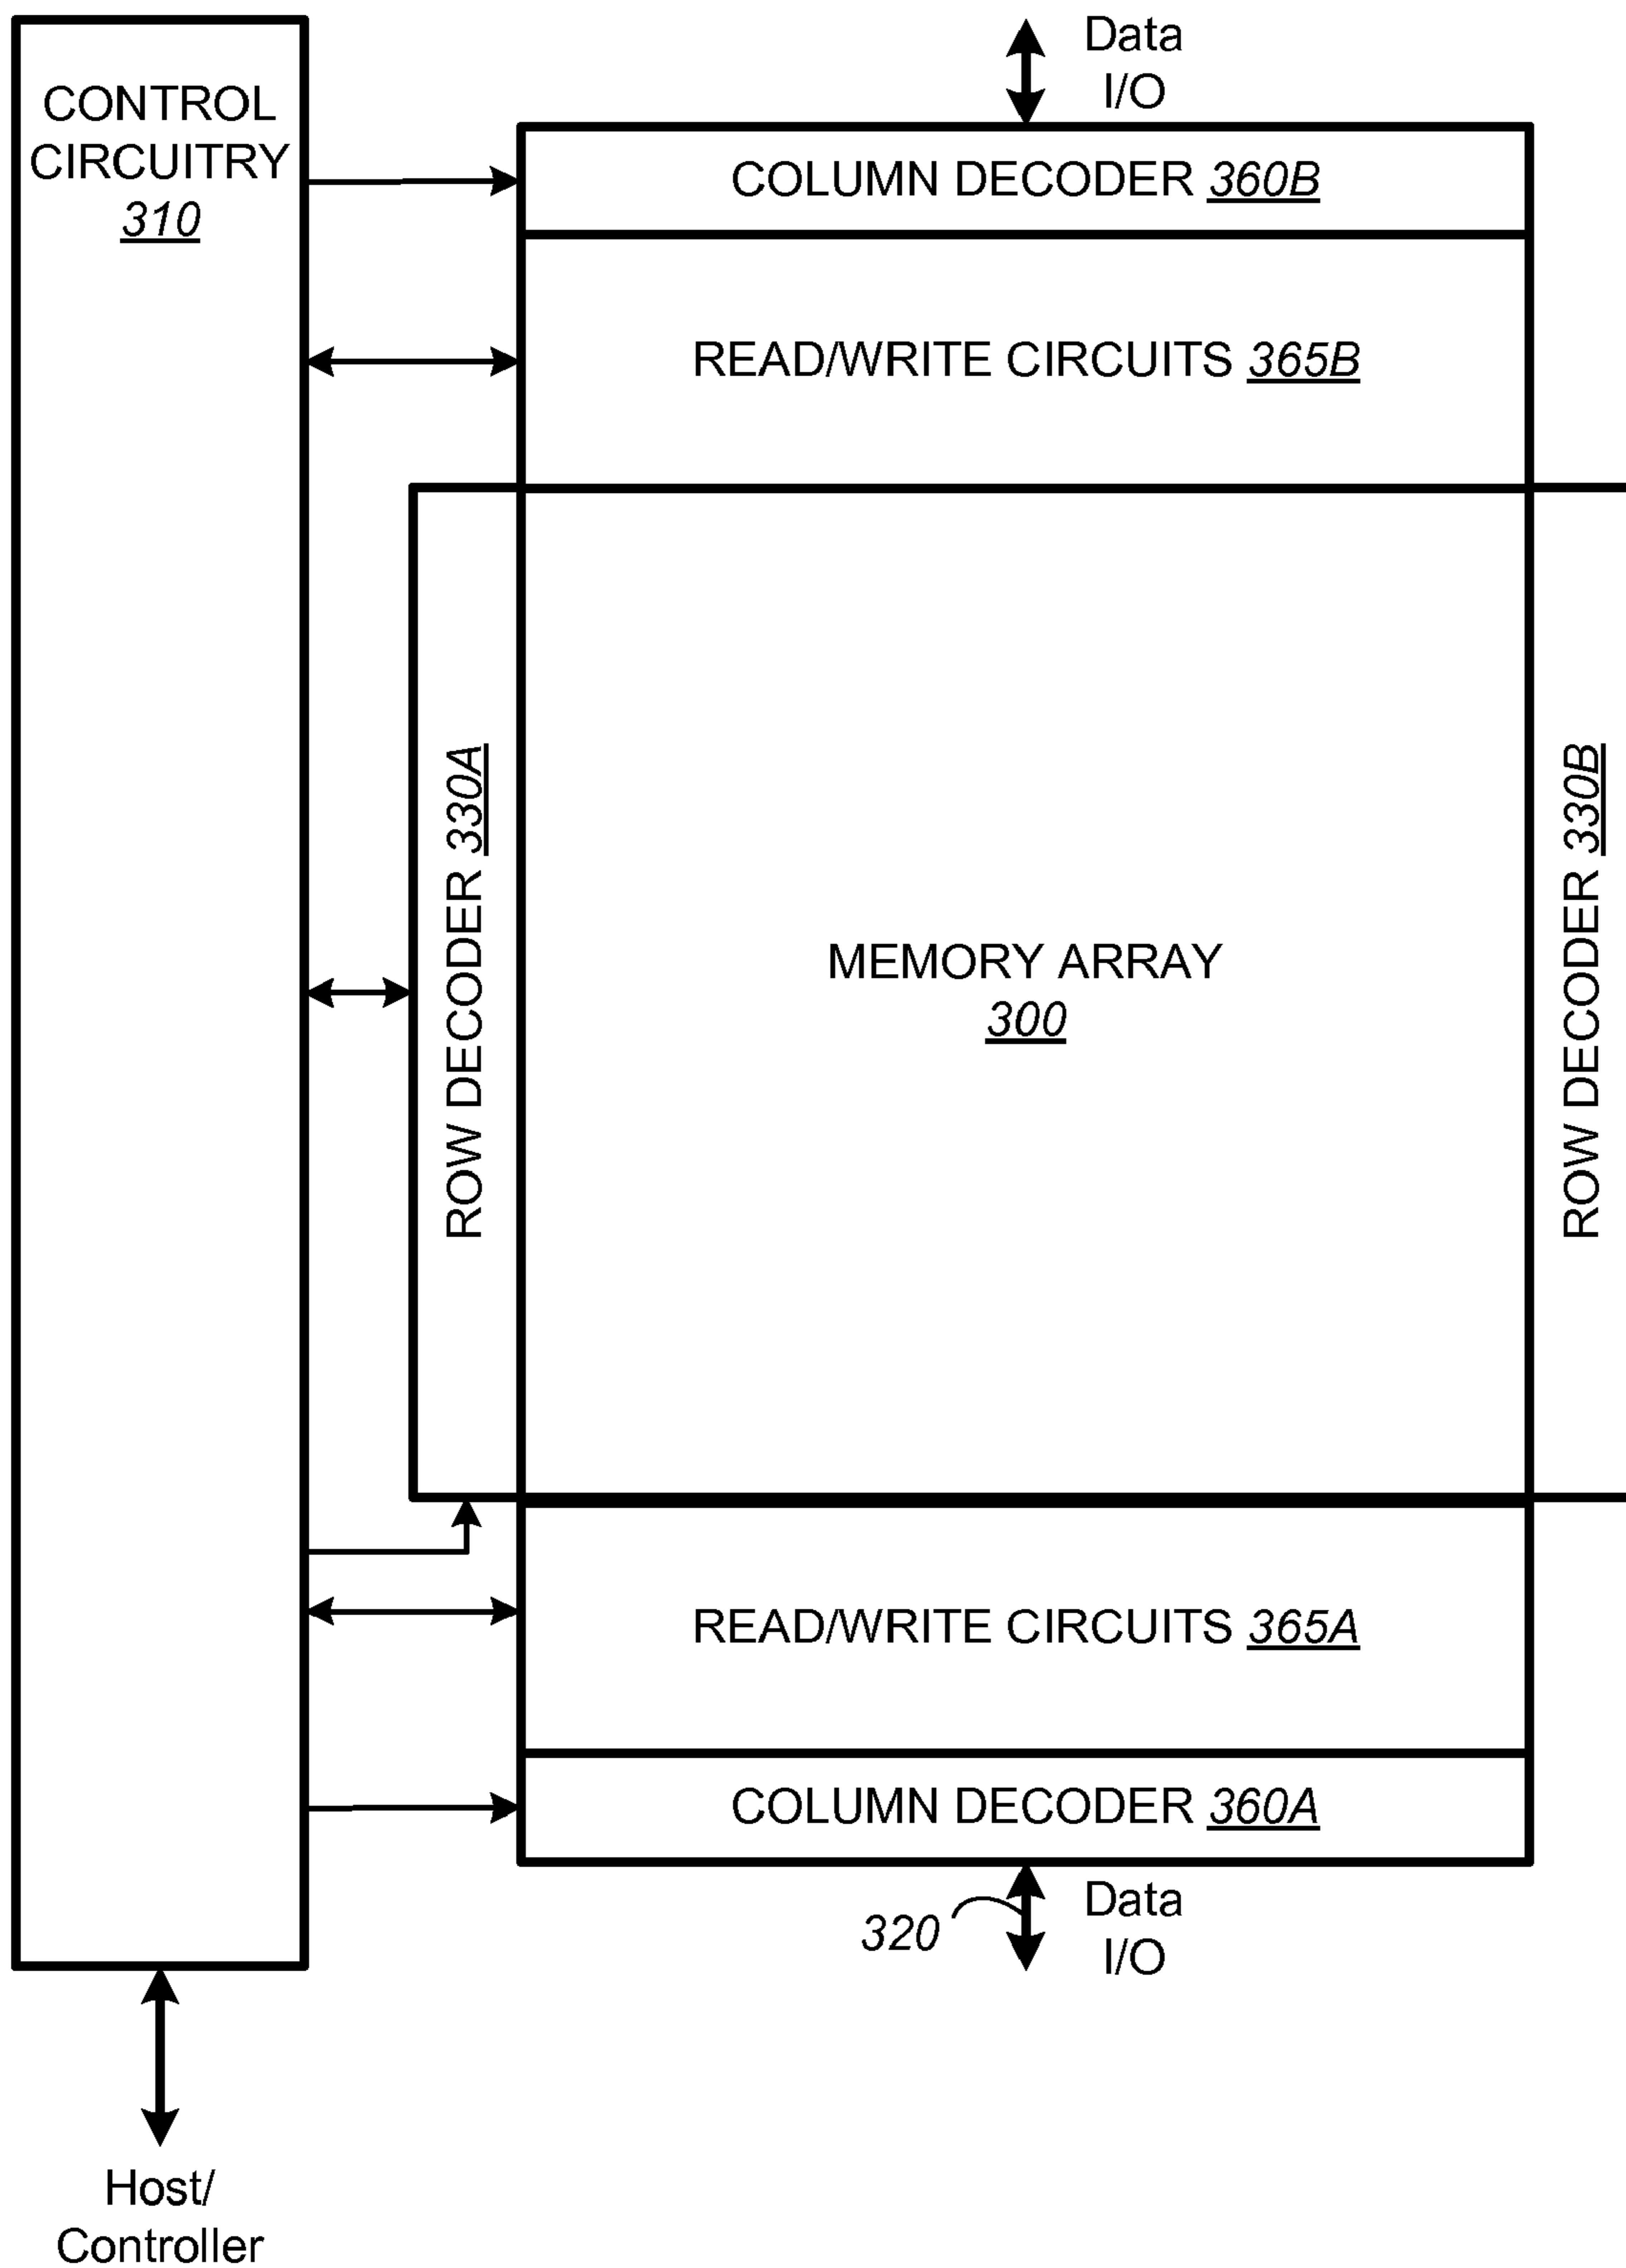 Data
I/O
CONTROL
CIRCUITRY
310
COLUMN DECODER 360B
READ/WRITE CIRCUITS 365B
ROW DECODER 330A
MEMORY ARRAY
300
ROW DECODER 330B
READ/WRITE CIRCUITS 365A
COLUMN DECODER 360A
320
Data
I/O
Host/
Controller